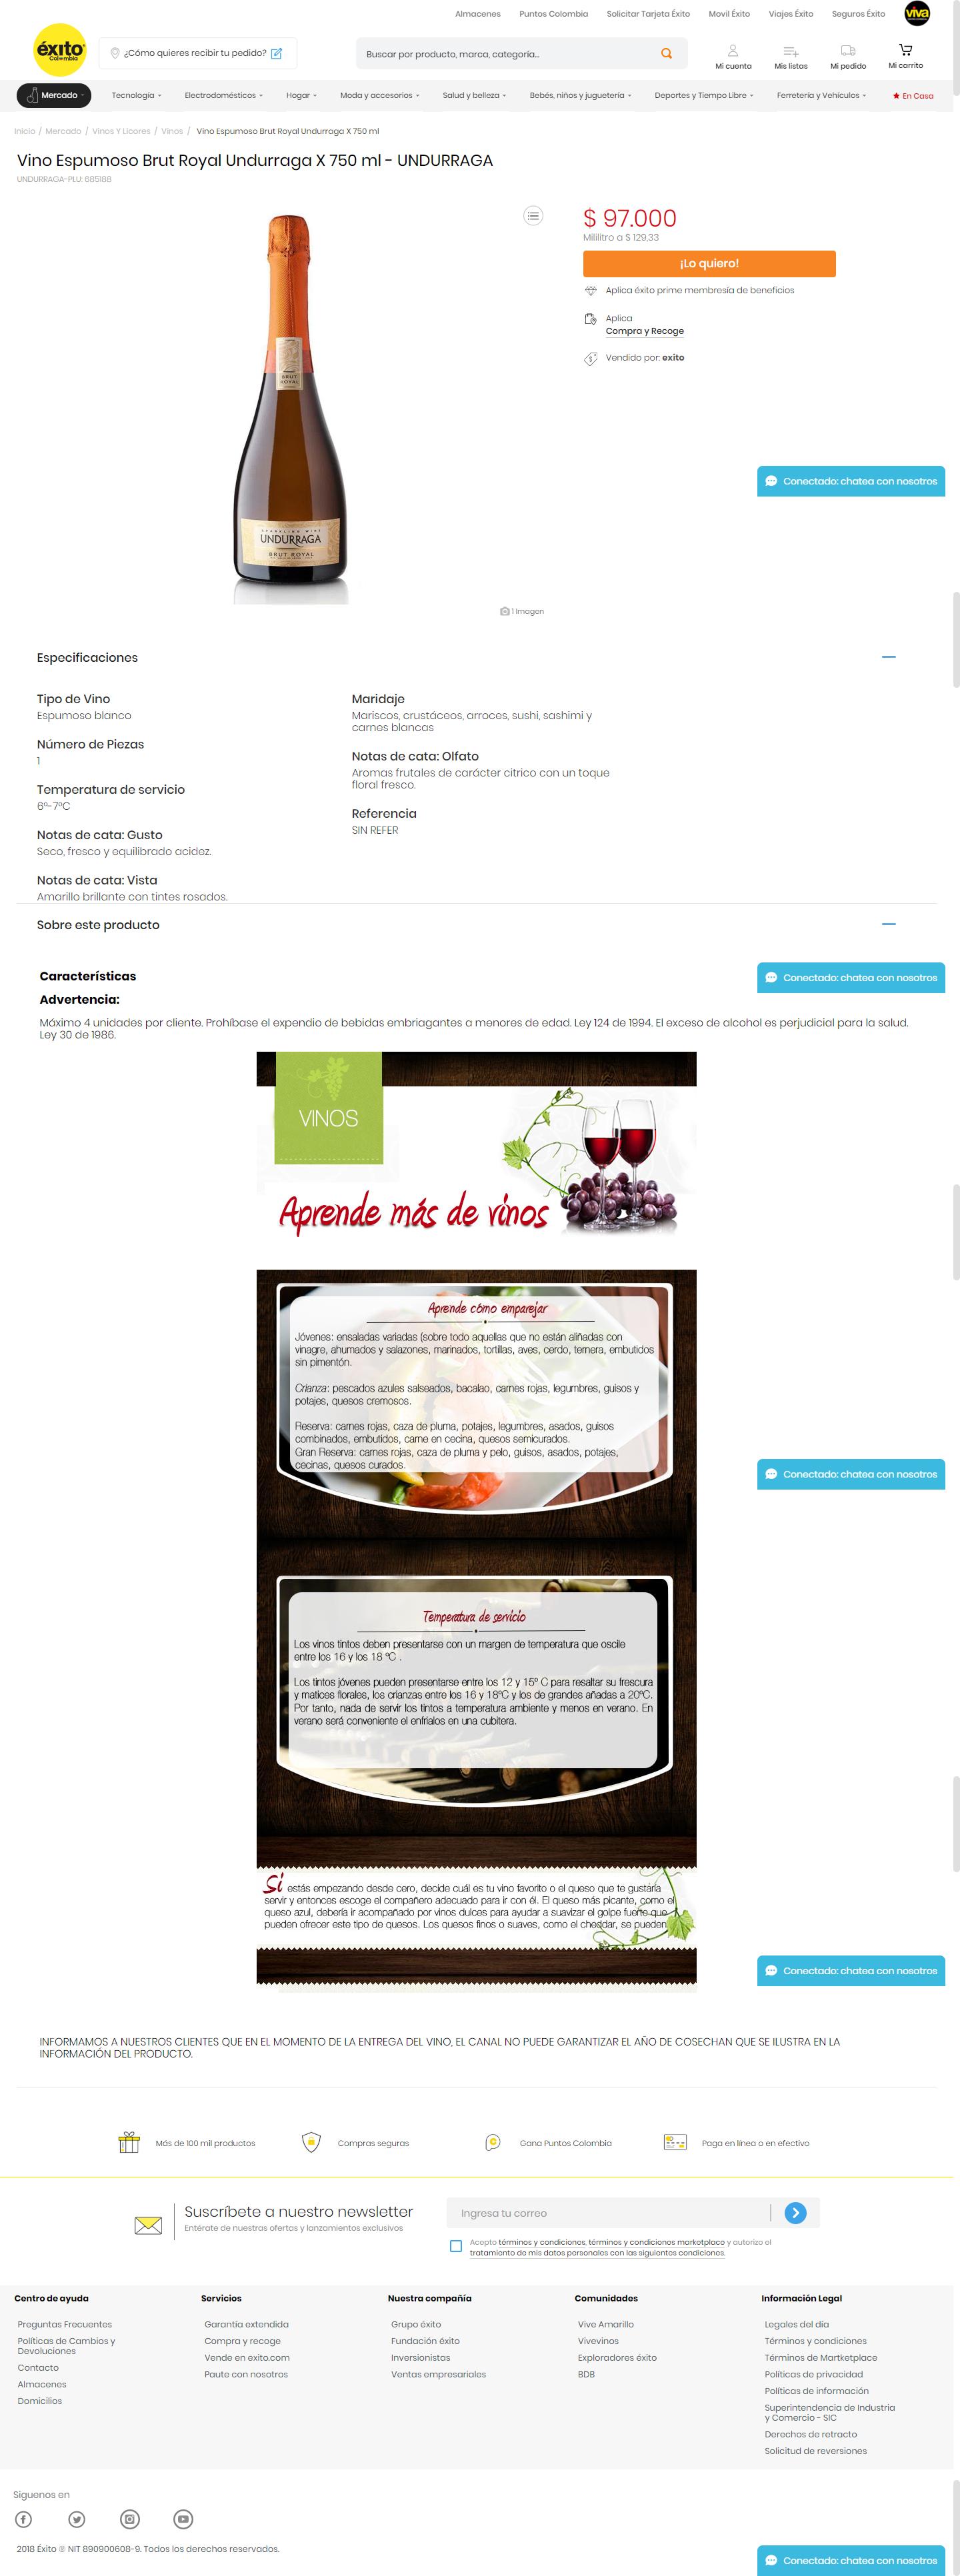 Almacenes Puntos Colombia Solicitar Tarjeta Éxito Movil Éxito Viajes Éxito Seguros Éxito viva
éxito
Colombia
¿Cómo quieres recibir tu pedido?
Buscar por producto, marca, categoría...
Mi cuenta Mis listas Mi pedido Mi carrito
Mercado Tecnología Electrodomésticos Hogar Moda y accesorios Salud y belleza Bebés, niños y juguetería Deportes y Tiempo Libre Ferretería y Vehículos En Casa
Inicio / Mercado / Vinos Y Licores / Vinos / Vino Espumoso Brut Royal Undurraga X 750 ml
Vino Espumoso Brut Royal Undurraga X 750 ml - UNDURRAGA
UNDURRAGA-PLU: 685188
$ 97.000
Mililitro a $ 129,33
¡Lo quiero!
Aplica éxito prime membresía de beneficios
Aplica
Compra y Recoge
Vendido por: exito
BRUT
ROYAL
SPARKLING WINE
UNDURRAGA
BRUT ROYAL
Conectado: chatea con nosotros
1 Imagen
Especificaciones
Tipo de Vino
Espumoso blanco
Número de Piezas
1
Temperatura de servicio
6º-7ºC
Notas de cata: Gusto
Seco, fresco y equilibrado acidez.
Notas de cata: Vista
Amarillo brillante con tintes rosados.
Maridaje
Mariscos, crustáceos, arroces, sushi, sashimi y
carnes blancas
Notas de cata: Olfato
Aromas frutales de carácter citrico con un toque
floral fresco.
Referencia
SIN REFER
Sobre este producto
Características
Conectado: chatea con nosotros
Advertencia:
Máximo 4 unidades por cliente. Prohíbase el expendio de bebidas embriagantes a menores de edad. Ley 124 de 1994. El exceso de alcohol es perjudicial para la salud.
Ley 30 de 1986.
VINOS
Aprende más de vinos
Aprende cómo emparejar
Jóvenes: ensaladas variadas (sobre todo aquellas que no están aliñadas con
vinagre, ahumados y salazones, marinados, tortillas, aves, cerdo, ternera, embutidos
sin pimentón.
Crianza: pescados azules salseados, bacalao, carnes rojas, legumbres, guisos y
potajes, quesos cremosos.
Reserva: carnes rojas, caza de pluma, potajes, legumbres, asados, guisos
combinados, embutidos, carne en cecina, quesos semicurados.
Gran Reserva: carnes rojas, caza de pluma y pelo, guisos, asados, potajes,
cecinas, quesos curados.
Conectado: chatea con nosotros
Temperatura de servicio
Los vinos tintos deben presentarse con un margen de temperatura que oscile
entre los 16 y los 18 ºC .
Los tintos jóvenes pueden presentarse entre los 12 y 15º C para resaltar su frescura
y matices florales, los crianzas entre los 16 y 18ºC y los de grandes añadas a 20ºC.
Por tanto, nada de servir los tintos a temperatura ambiente y menos en verano. En
verano será conveniente el enfriarlos en una cubitera.
Si estás empezando desde cero, decide cuál es tu vino favorito o el queso que te gustaría
servir y entonces escoge el compañero adecuado para ir con él. El queso más picante, como el
queso azul, debería ir acompañado por vinos dulces para ayudar a suavizar el golpe fuerte que
pueden ofrecer este tipo de quesos. Los quesos finos o suaves, como el cheddar, se pueden
Conectado: chatea con nosotros
INFORMAMOS A NUESTROS CLIENTES QUE EN EL MOMENTO DE LA ENTREGA DEL VINO, EL CANAL NO PUEDE GARANTIZAR EL AÑO DE COSECHAN QUE SE ILUSTRA EN LA
INFORMACIÓN DEL PRODUCTO.
Más de 100 mil productos Compras seguras Gana Puntos Colombia Paga en línea o en efectivo
Suscríbete a nuestro newsletter
Entérate de nuestras ofertas y lanzamientos exclusivos
Ingresa tu correo
Acepto términos y condiciones, términos y condiciones marketplace y autorizo el
tratamiento de mis datos personales con las siguientes condiciones.
Centro de ayuda
Preguntas Frecuentes
Políticas de Cambios y
Devoluciones
Contacto
Almacenes
Domicilios
Servicios
Garantía extendida
Compra y recoge
Vende en exito.com
Paute con nosotros
Nuestra compañía
Grupo éxito
Fundación éxito
Inversionistas
Ventas empresariales
Comunidades
Vive Amarillo
Vivevinos
Exploradores éxito
BDB
Información Legal
Legales del día
Términos y condiciones
Términos de Martketplace
Políticas de privacidad
Políticas de información
Superintendencia de Industria
y Comercio - SIC
Derechos de retracto
Solicitud de reversiones
Siguenos en
2018 Éxito ® NIT 890900608-9. Todos los derechos reservados.
Conectado: chatea con nosotros